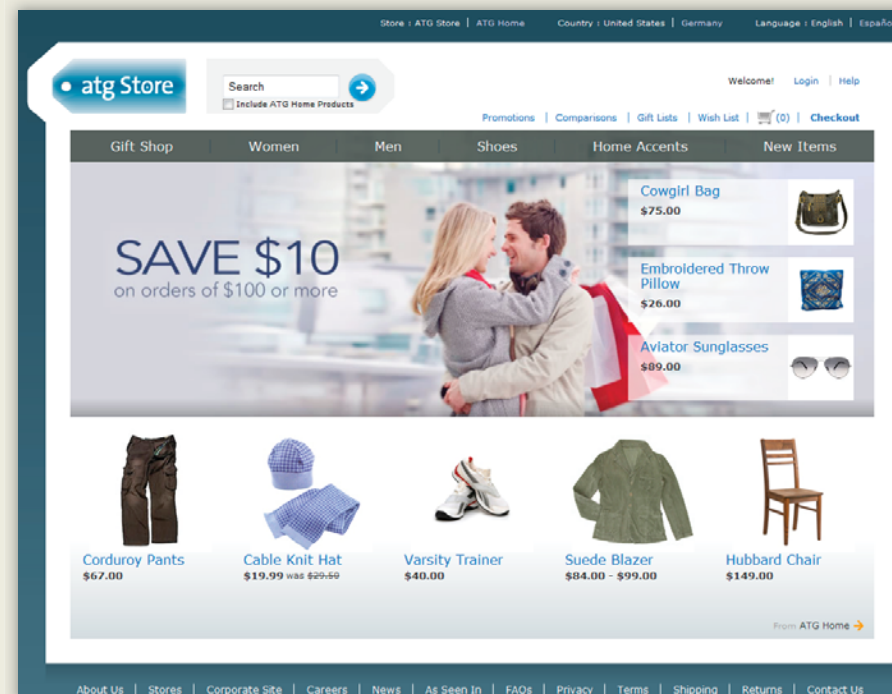 Store : ATG Store | ATG Home Country : United States | Germany Language : English | Españo
atg Store
Search
Include ATG Home Products
Welcome! Login | Help
Promotions | Comparisons | Gift Lists | Wish List | (0) | Checkout
Gift Shop Women Men Shoes Home Accents New Items
SAVE $10
on orders of $100 or more
Cowgirl Bag
$75.00
Embroidered Throw
Pillow
$26.00
Aviator Sunglasses
$89.00
Corduroy Pants Cable Knit Hat Varsity Trainer Suede Blazer Hubbard Chair
$67.00 $19.99 was $29.50 $40.00 $84.00 - $99.00 $149.00
From ATG Home
About Us | Stores | Corporate Site | Careers | News | As Seen In | FAQs | Privacy | Terms | Shipping | Returns | Contact Us